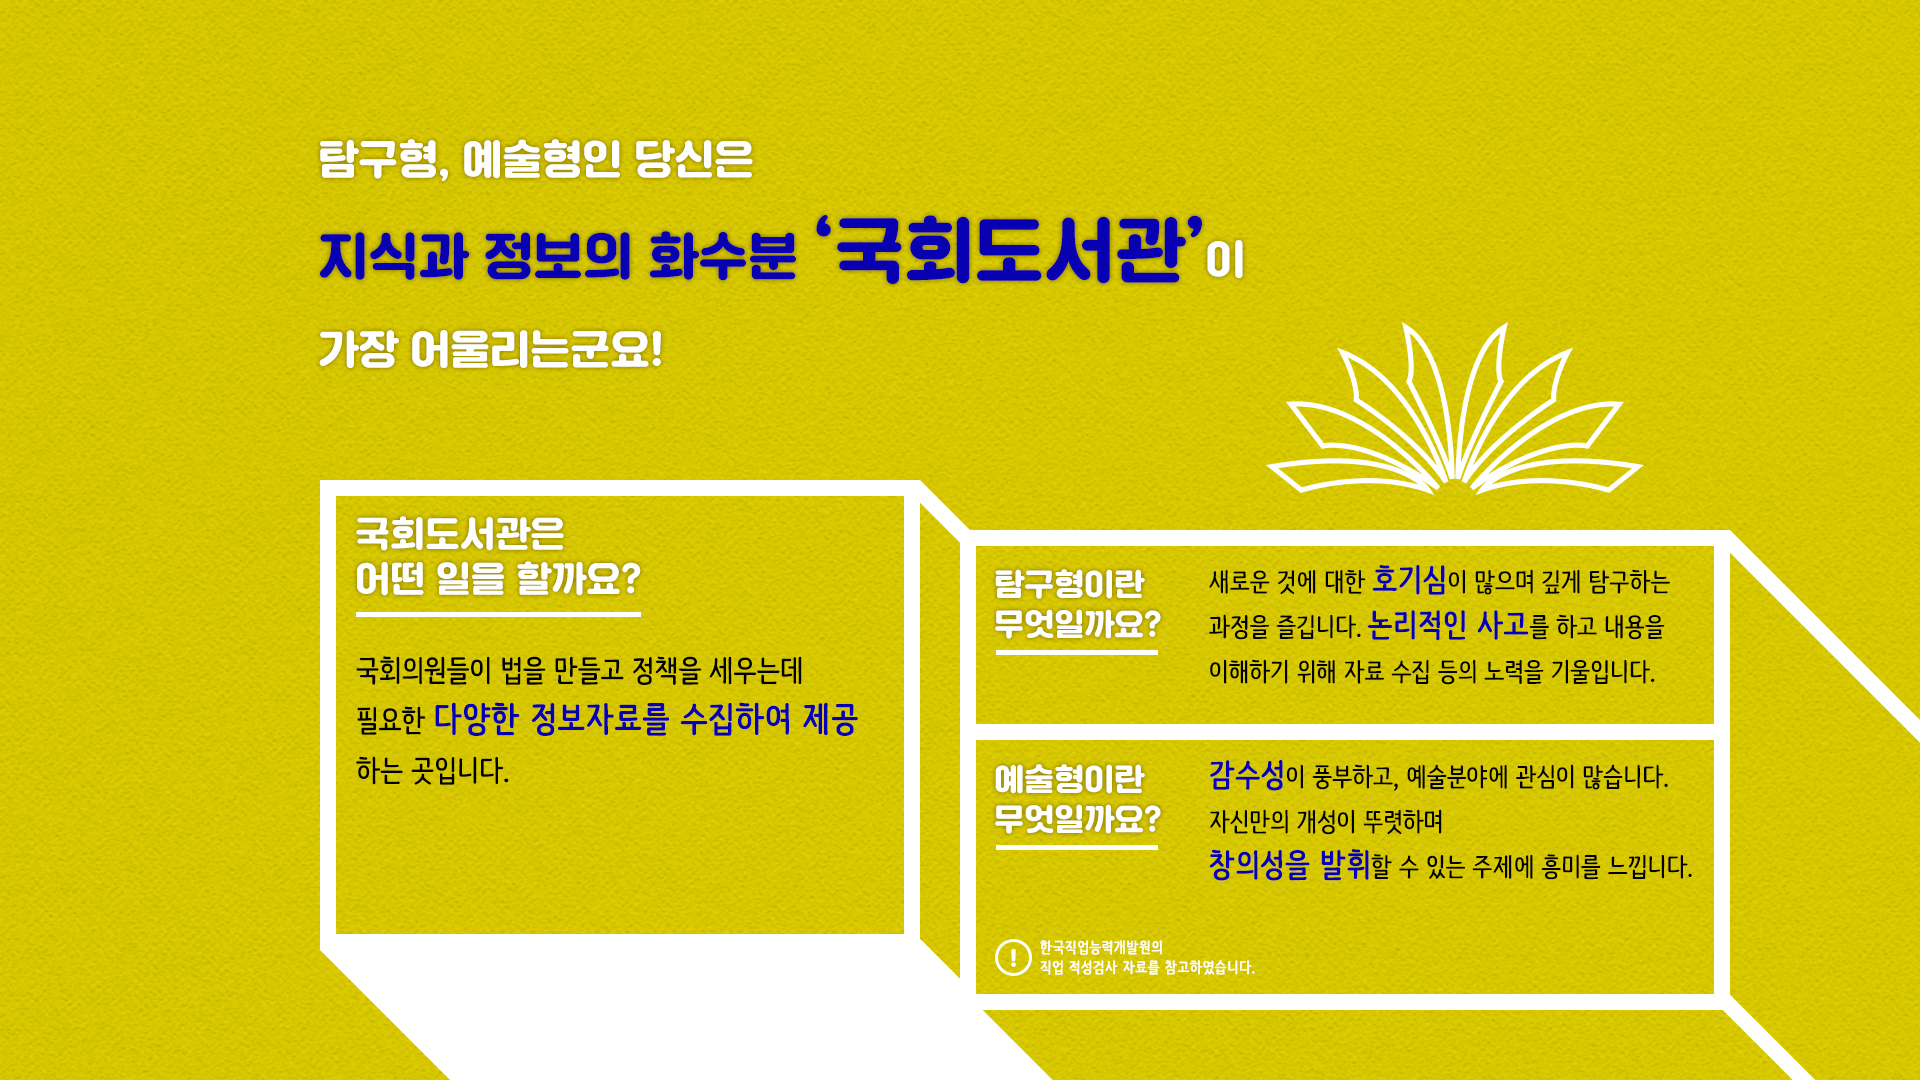 탐구형, 예술형인 당신은
지식과 정보의 화수분 ‘국회도서관’이
가장 어울리는군요!
국회도서관은
어떤 일을 할까요?
국회의원들이 법을 만들고 정책을 세우는데
필요한 다양한 정보자료를 수집하여 제공
하는 곳입니다.
탐구형이란
무엇일까요?
새로운 것에 대한 호기심이 많으며 깊게 탐구하는
과정을 즐깁니다. 논리적인 사고를 하고 내용을
이해하기 위해 자료 수집 등의 노력을 기울입니다.
예술형이란
무엇일까요?
감수성이 풍부하고, 예술분야에 관심이 많습니다.
자신만의 개성이 뚜렷하며
창의성을 발휘할 수 있는 주제에 흥미를 느낍니다.
한국직업능력개발원의
직업 적성검사 자료를 참고하였습니다.